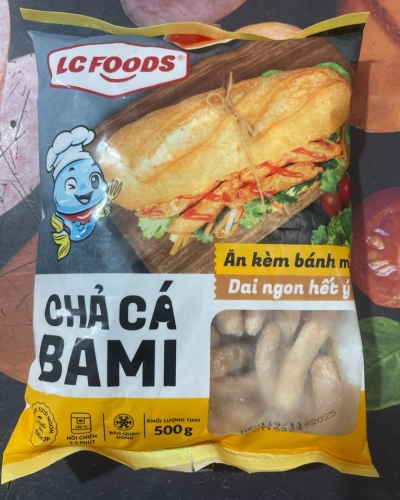 LC FOODS®
Ăn kèm bánh m
Dai ngon hết ý
CHẢ CÁ
BAMI
NỒI CHIÊN
BẢO QUẢN
ĐÔNG
KHỐI LƯỢNG TỊNH
500g